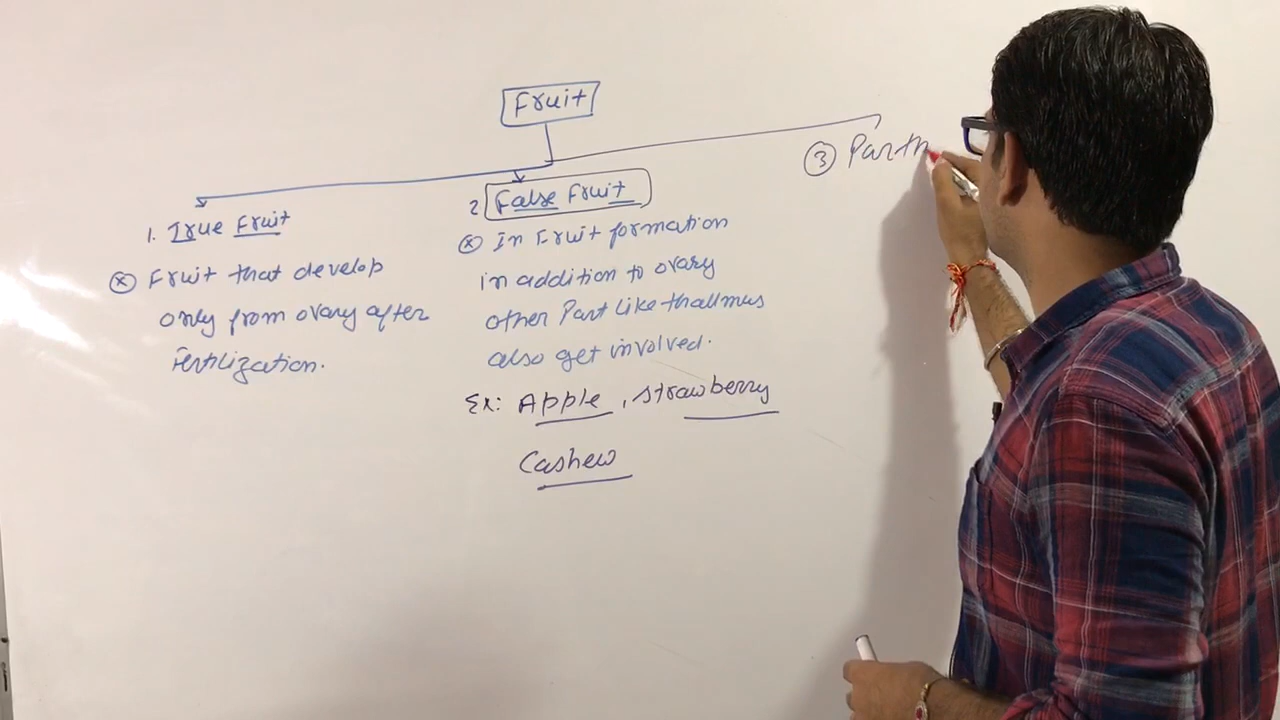 Fruit
1. True Fruit
ⓧ Fruit that develop
only from ovary after
Fertilization.
2 False Fruit
ⓧ In Fruit formation
in addition to ovary
other Part like thallmus
also get involved.
Ex: Apple, strawberry
Cashew
③ Parth